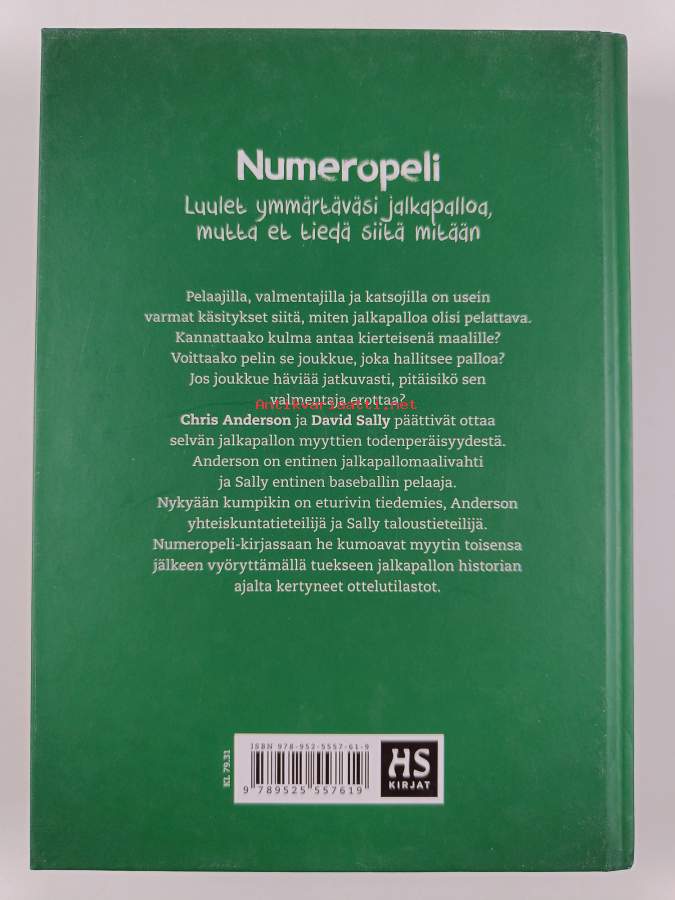 Numeropeli
Luulet ymmärtäväsi jalkapalloa,
mutta et tiedä siitä mitään
Pelaajilla, valmentajilla ja katsojilla on usein
varmat käsitykset siitä, miten jalkapalloa olisi pelattava.
Kannattaako kulma antaa kierteisenä maalille?
Voittaako pelin se joukkue, joka hallitsee palloa?
Jos joukkue häviää jatkuvasti, pitäisikö sen
valmentaja erottaa?
Antikvariaatti.net
Chris Anderson ja David Sally päättivät ottaa
selvän jalkapallon myyttien todenperäisyydestä.
Anderson on entinen jalkapallomaalivahti
ja Sally entinen baseballin pelaaja.
Nykyään kumpikin on eturivin tiedemies, Anderson
yhteiskuntatieteilijä ja Sally taloustieteilijä.
Numeropeli-kirjassaan he kumoavat myytin toisensa
jälkeen vyöryttämällä tuekseen jalkapallon historian
ajalta kertyneet ottelutilastot.
KL 79.31
ISBN 978-952-5557-61-9
9 789525 557619
HS
KIRJAT